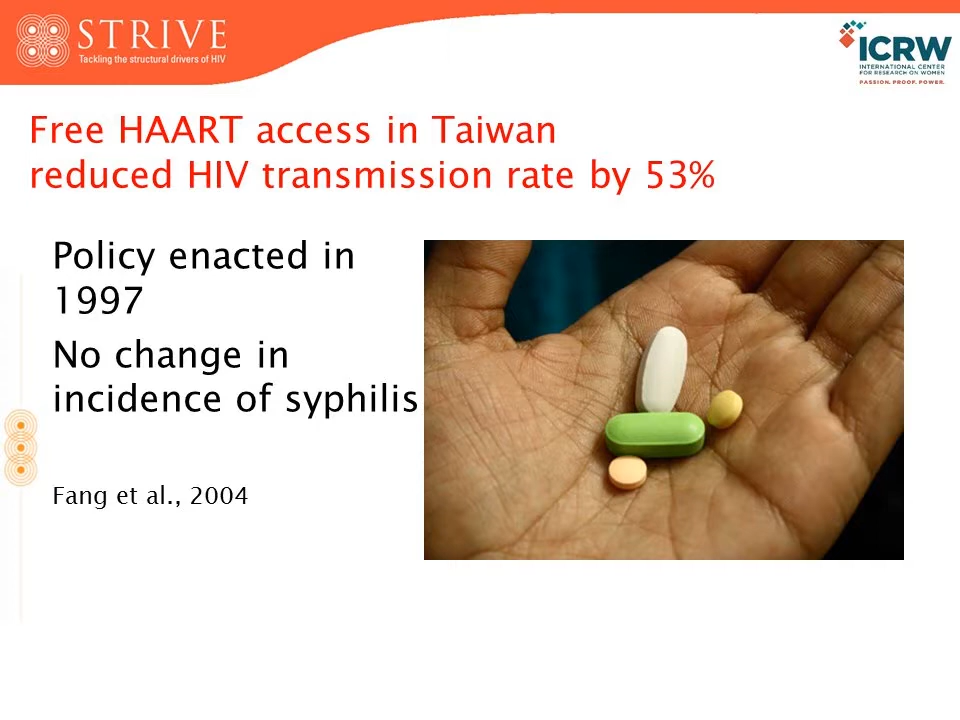 STRIVE
Tackling the structural drivers of HIV
ICRW
INTERNATIONAL CENTER
FOR RESEARCH ON WOMEN
PASSION. PROOF. POWER.
Free HAART access in Taiwan
reduced HIV transmission rate by 53%
Policy enacted in
1997
No change in
incidence of syphilis
Fang et al., 2004